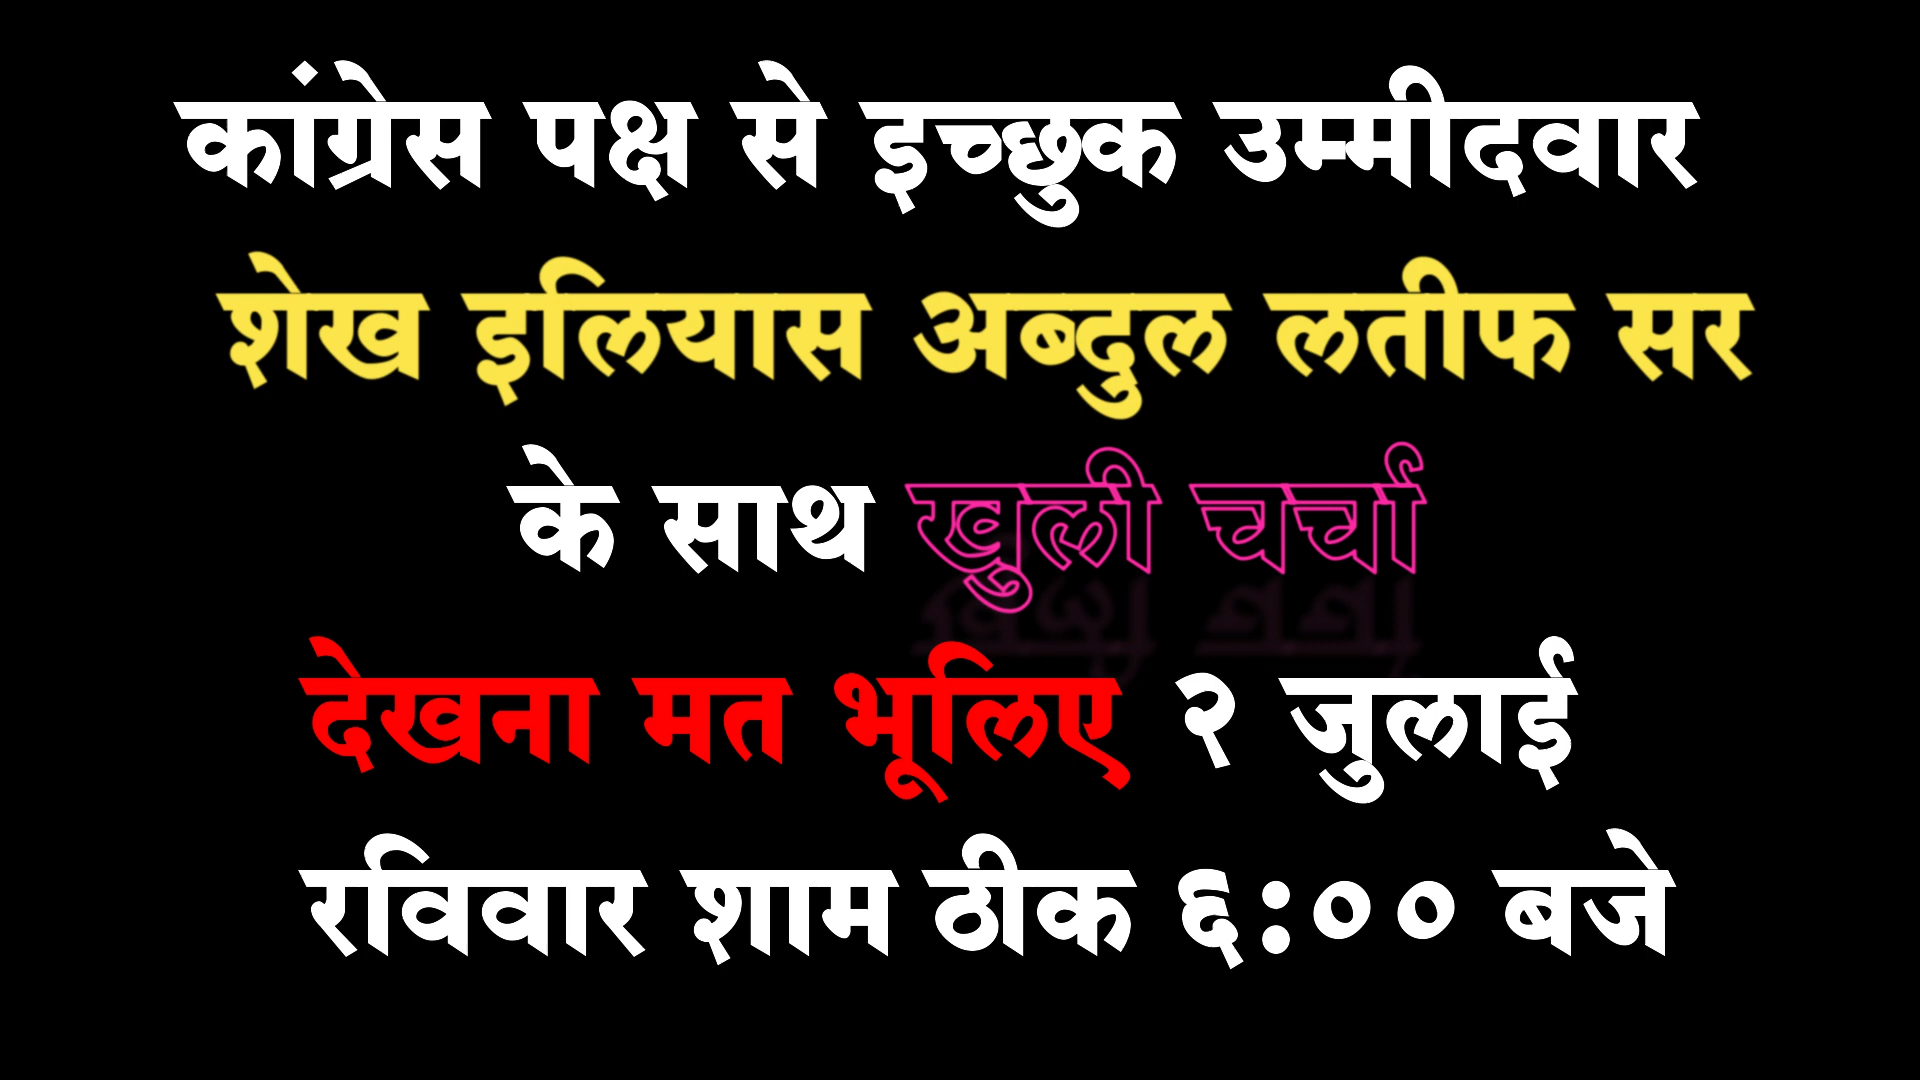 कांग्रेस पक्ष से इच्छुक उम्मीदवार
शेख इलियास अब्दुल लतीफ सर
के साथ खुली चर्चा
देखना मत भूलिए २ जुलाई
रविवार शाम ठीक ६:०० बजे